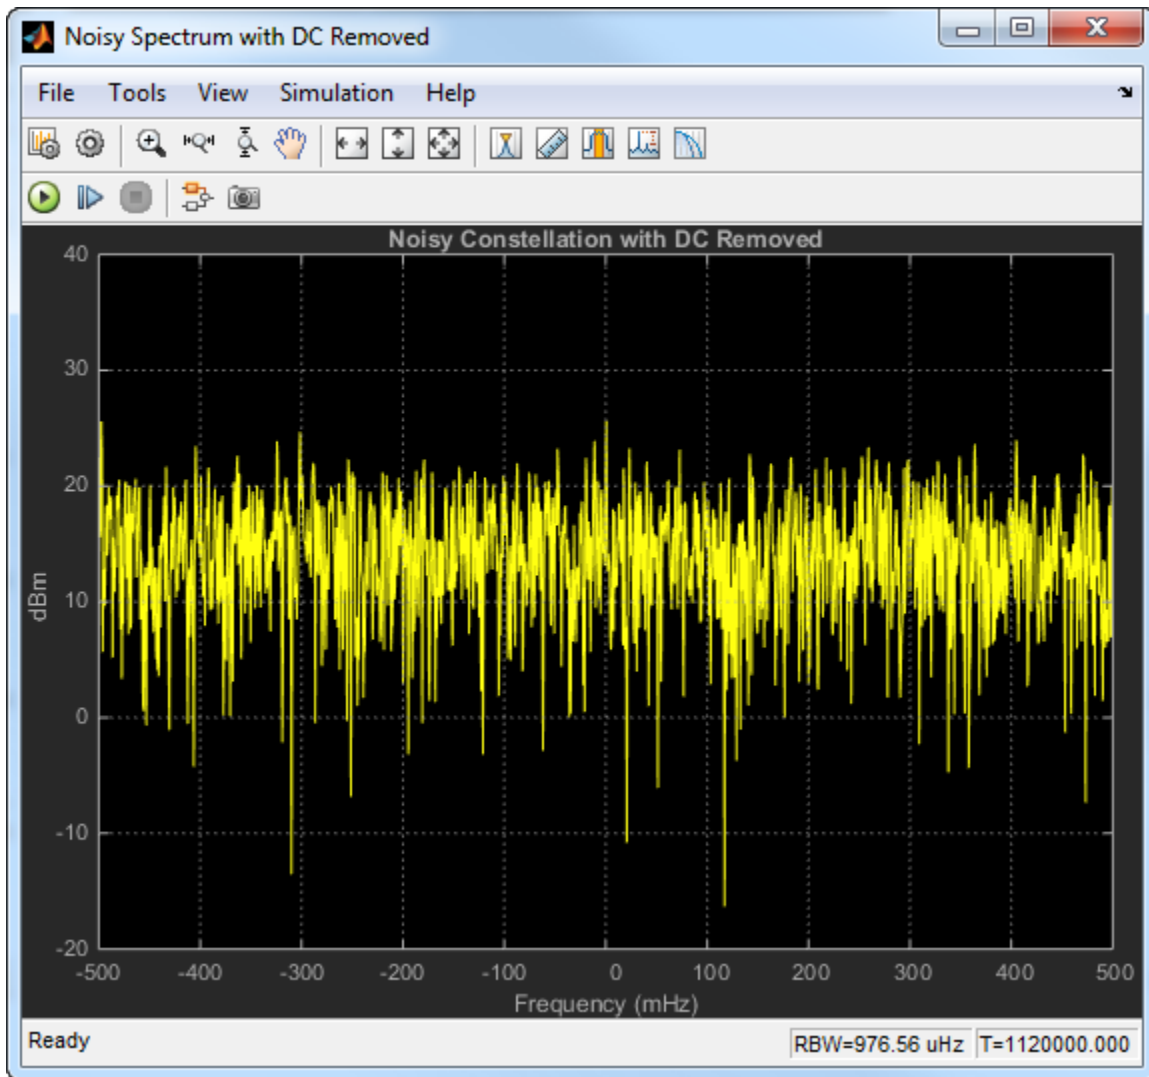 Noisy Spectrum with DC Removed
File Tools View Simulation Help
Noisy Constellation with DC Removed
40
30
20
10
0
-10
-20
dBm
-500 -400 -300 -200 -100 0 100 200 300 400 500
Frequency (mHz)
Ready RBW=976.56 uHz T=1120000.000